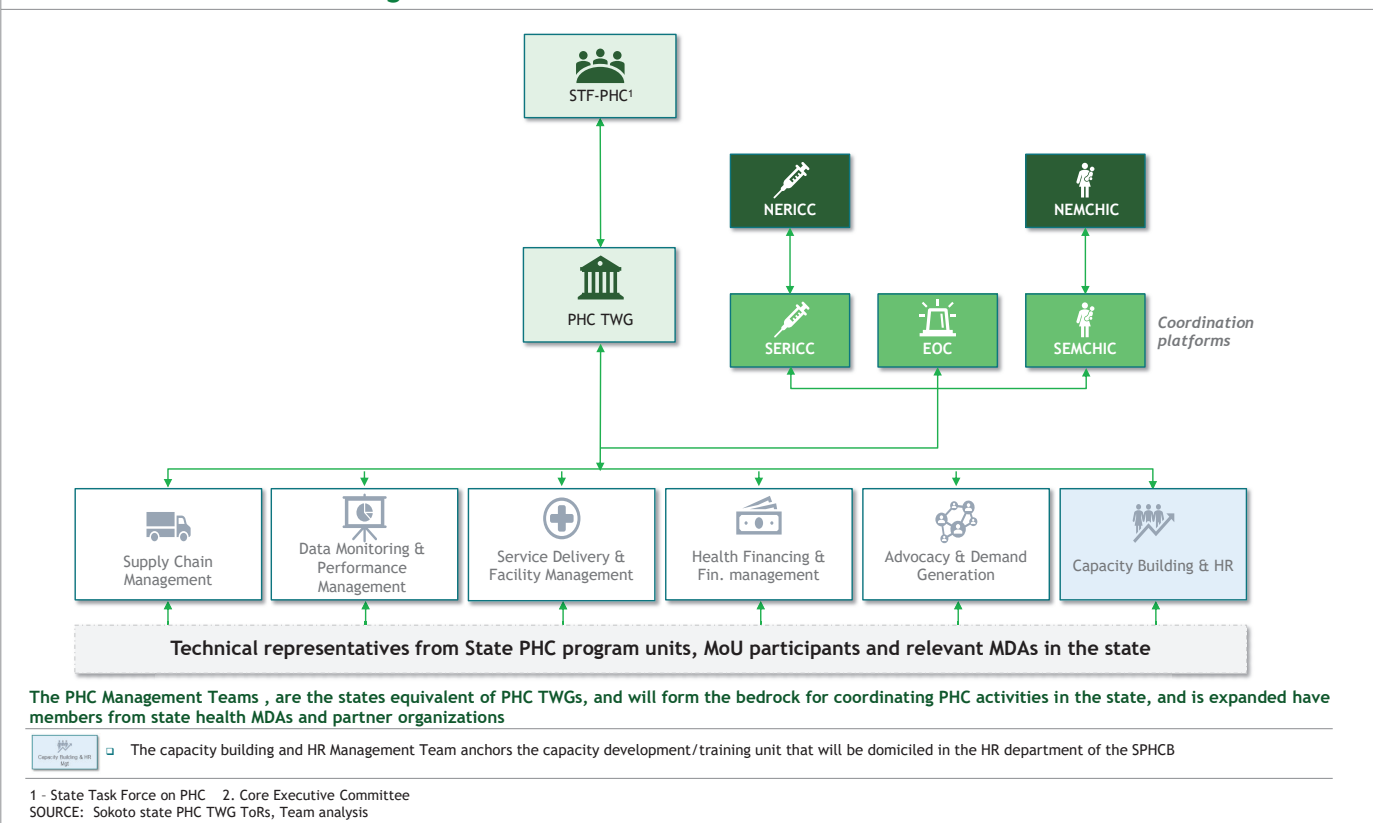 STF-PHC¹
NERICC
NEMCHIC
PHC TWG
SERICC
EOC
SEMCHIC
Coordination
platforms
Supply Chain
Management
Data Monitoring &
Performance
Management
Service Delivery &
Facility Management
Health Financing &
Fin. management
Advocacy & Demand
Generation
Capacity Building & HR
Technical representatives from State PHC program units, MoU participants and relevant MDAs in the state
The PHC Management Teams , are the states equivalent of PHC TWGs, and will form the bedrock for coordinating PHC activities in the state, and is expanded have
members from state health MDAs and partner organizations
Capacity Building & HR
Mgt
The capacity building and HR Management Team anchors the capacity development/training unit that will be domiciled in the HR department of the SPHCB
1 - State Task Force on PHC 2. Core Executive Committee
SOURCE: Sokoto state PHC TWG ToRs, Team analysis